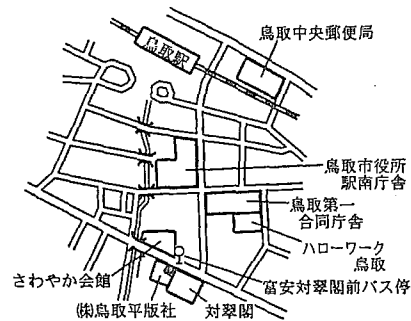 鳥取中央郵便局
鳥取駅
鳥取市役所
駅南庁舎
鳥取第一
合同庁舎
ハローワーク
鳥取
さわやか会館
富安対翠閣前バス停
㈱鳥取平版社
対翠閣